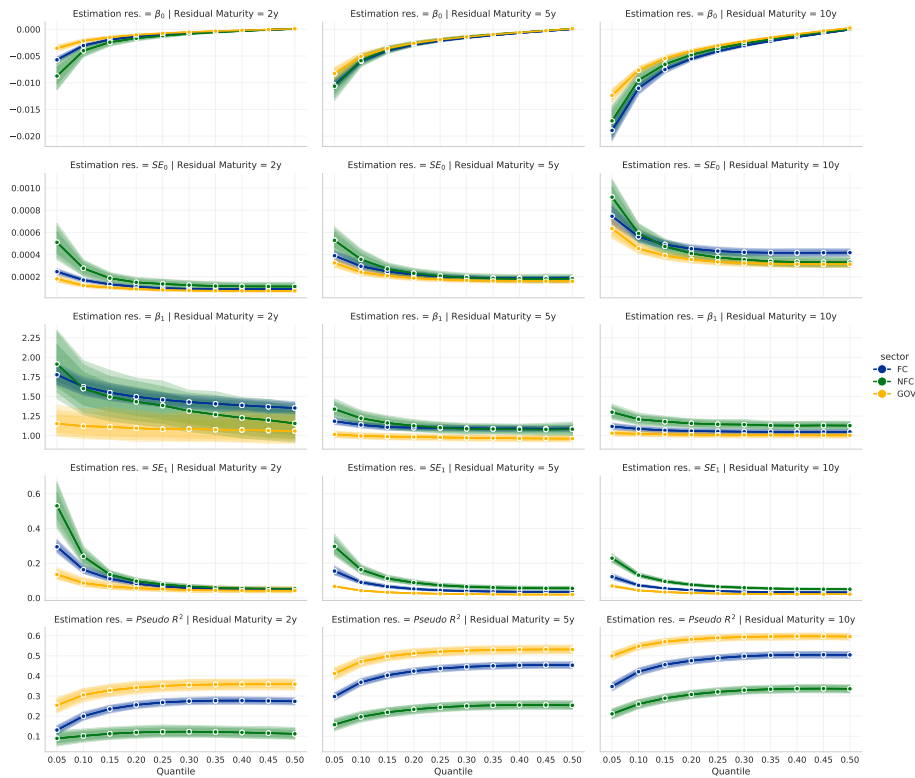 Estimation res. = β₀ | Residual Maturity = 2y
Estimation res. = β₀ | Residual Maturity = 5y
Estimation res. = β₀ | Residual Maturity = 10y
0.000
−0.005
−0.010
−0.015
−0.020
Estimation res. = SE₀ | Residual Maturity = 2y
Estimation res. = SE₀ | Residual Maturity = 5y
Estimation res. = SE₀ | Residual Maturity = 10y
0.0010
0.0008
0.0006
0.0004
0.0002
Estimation res. = β₁ | Residual Maturity = 2y
Estimation res. = β₁ | Residual Maturity = 5y
Estimation res. = β₁ | Residual Maturity = 10y
2.25
2.00
1.75
1.50
1.25
1.00
sector
FC
NFC
GOV
Estimation res. = SE₁ | Residual Maturity = 2y
Estimation res. = SE₁ | Residual Maturity = 5y
Estimation res. = SE₁ | Residual Maturity = 10y
0.6
0.4
0.2
0.0
Estimation res. = Pseudo R² | Residual Maturity = 2y
Estimation res. = Pseudo R² | Residual Maturity = 5y
Estimation res. = Pseudo R² | Residual Maturity = 10y
0.6
0.5
0.4
0.3
0.2
0.1
0.05 0.10 0.15 0.20 0.25 0.30 0.35 0.40 0.45 0.50
0.05 0.10 0.15 0.20 0.25 0.30 0.35 0.40 0.45 0.50
0.05 0.10 0.15 0.20 0.25 0.30 0.35 0.40 0.45 0.50
Quantile
Quantile
Quantile